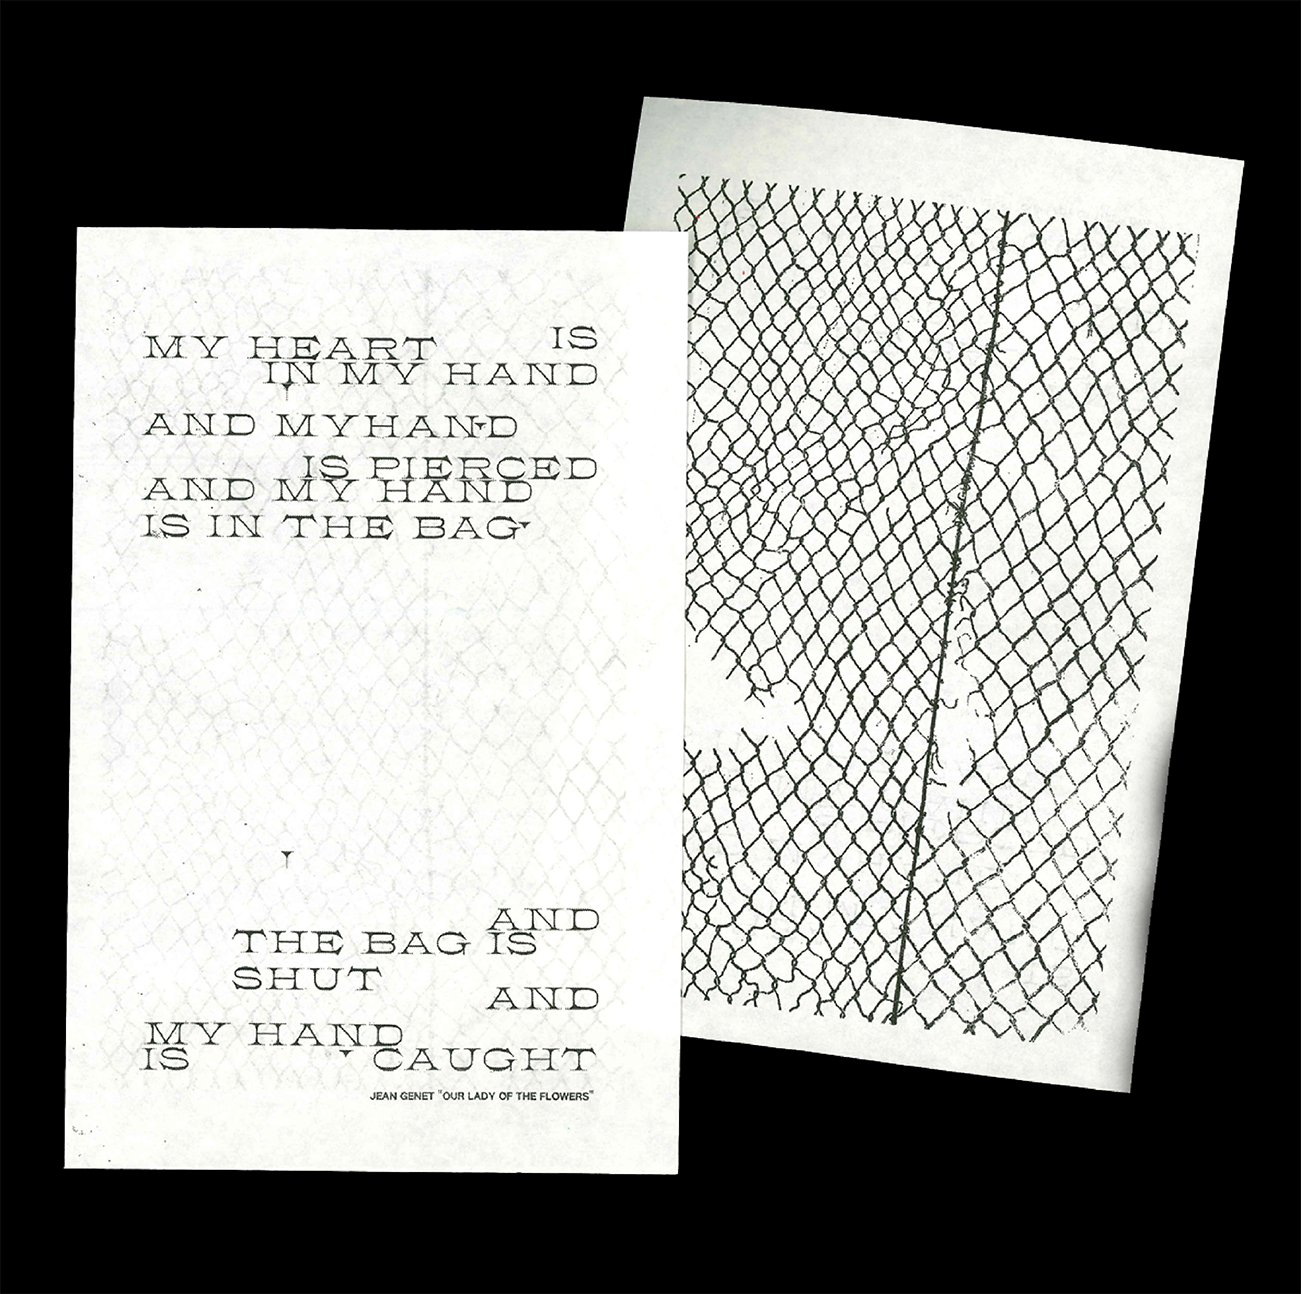 MY HEART IS
IN MY HAND
AND MYHAND
IS PIERCED
AND MY HAND
IS IN THE BAG
AND
THE BAG IS
SHUT
AND
MY HAND
IS CAUGHT
JEAN GENET "OUR LADY OF THE FLOWERS"